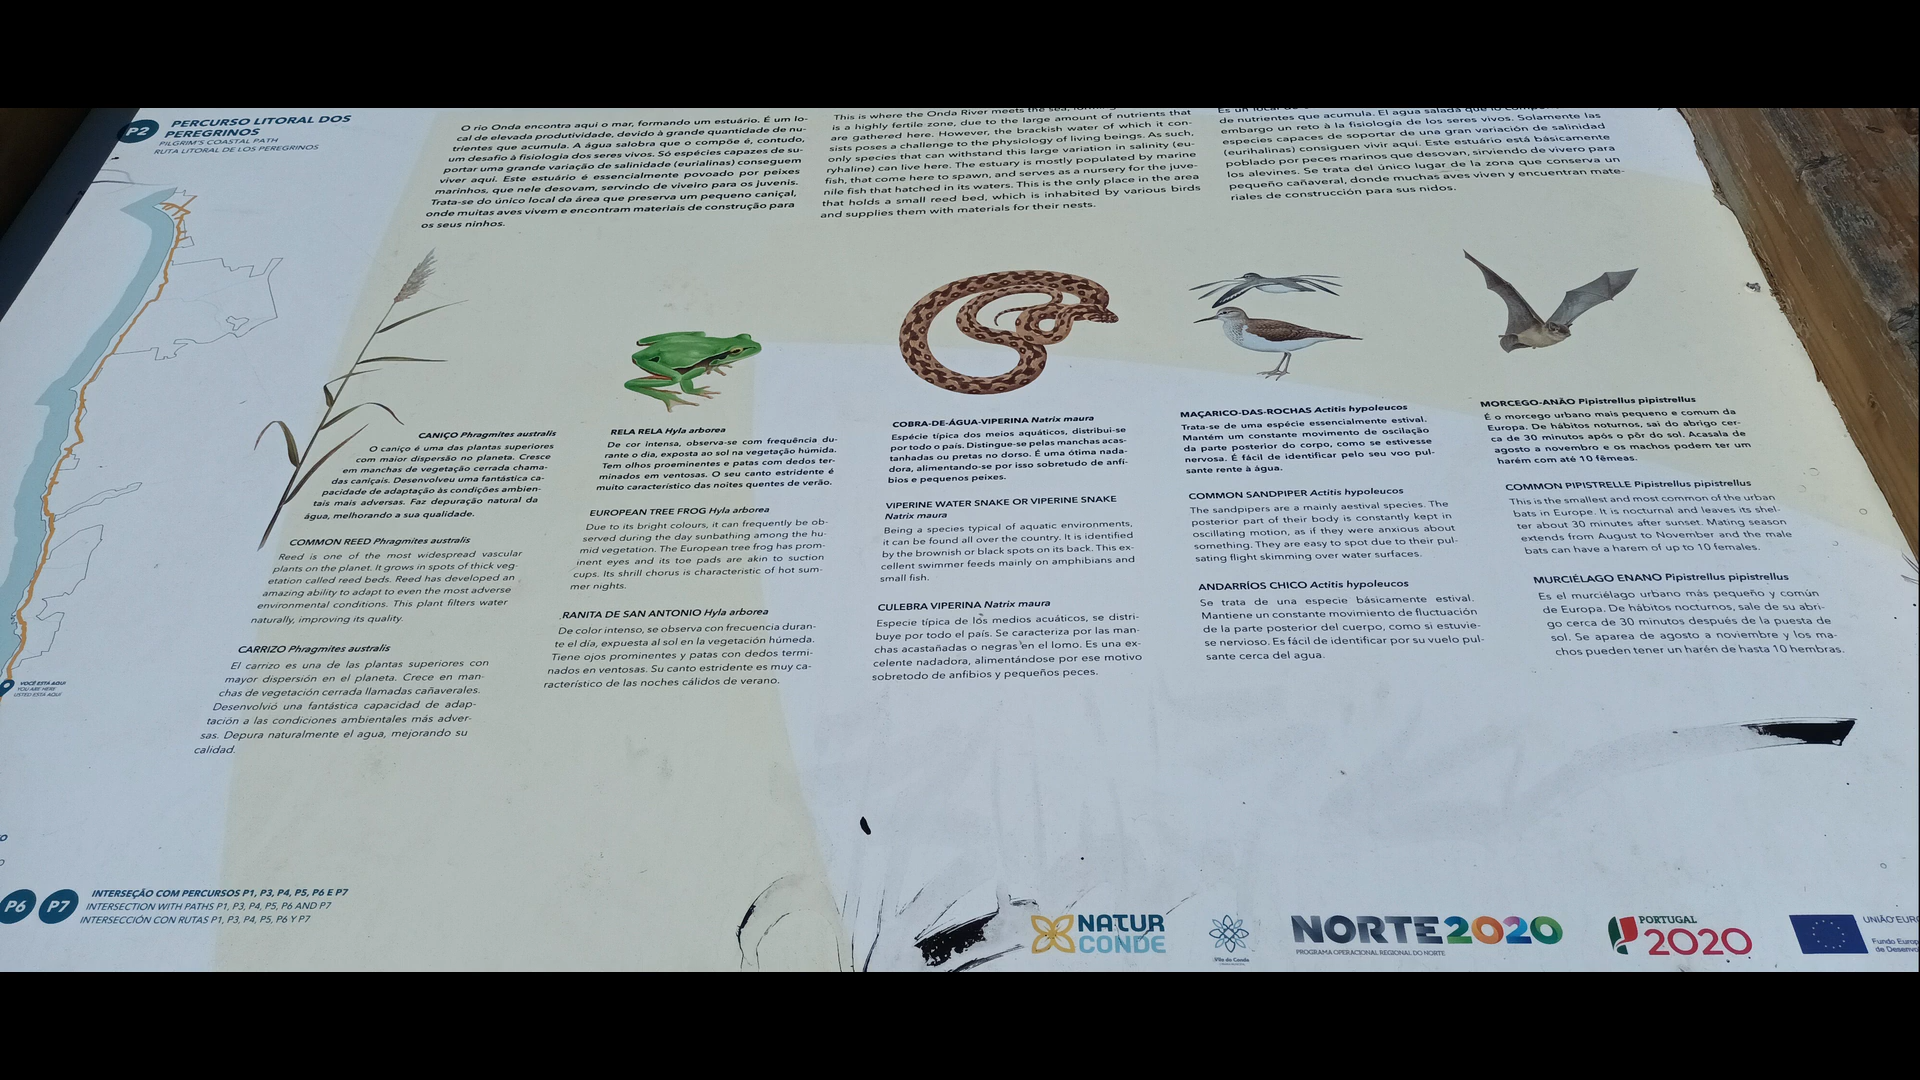 P2
PERCURSO LITORAL DOS
PEREGRINOS
PILGRIM'S COASTAL PATH
RUTA LITORAL DE LOS PEREGRINOS
O rio Onda encontra aqui o mar, formando um estuário. É um lo-
cal de elevada produtividade, devido à grande quantidade de nu-
trientes que acumula. A água salobra que o compõe é, contudo,
um desafio à fisiologia dos seres vivos. Só espécies capazes de su-
portar uma grande variação de salinidade (eurialinas) conseguem
viver aqui. Este estuário é essencialmente povoado por peixes
marinhos, que nele desovam, servindo de viveiro para os juvenis.
Trata-se do único local da área que preserva um pequeno caniçal,
onde muitas aves vivem e encontram materiais de construção para
os seus ninhos.
This is where the Onda River meets the sea,
is a highly fertile zone, due to the large amount of nutrients that
are gathered here. However, the brackish water of which it con-
sists poses a challenge to the physiology of living beings. As such,
only species that can withstand this large variation in salinity (eu-
ryhaline) can live here. The estuary is mostly populated by marine
fish, that come here to spawn, and serves as a nursery for the juve-
nile fish that hatched in its waters. This is the only place in the area
that holds a small reed bed, which is inhabited by various birds
and supplies them with materials for their nests.
Es un local de
de nutrientes que acumula. El agua salada que lo
embargo un reto à la fisiologia de los seres vivos. Solamente las
especies capaces de soportar de una gran variación de salinidad
(eurihalinas) consiguen vivir aquí. Este estuario está básicamente
poblado por peces marinos que desovan, sirviendo de vivero para
los alevines. Se trata del único lugar de la zona que conserva un
pequeño cañaveral, donde muchas aves viven y encuentran mate-
riales de construcción para sus nidos.
CANIÇO Phragmites australis
O caniço é uma das plantas superiores
com maior dispersão no planeta. Cresce
em manchas de vegetação cerrada chama-
das caniçais. Desenvolveu uma fantástica ca-
pacidade de adaptação às condições ambien-
tais mais adversas. Faz depuração natural da
água, melhorando a sua qualidade.
COMMON REED Phragmites australis
Reed is one of the most widespread vascular
plants on the planet. It grows in spots of thick veg-
etation called reed beds. Reed has developed an
amazing ability to adapt to even the most adverse
environmental conditions. This plant filters water
naturally, improving its quality.
CARRIZO Phragmites australis
El carrizo es una de las plantas superiores con
mayor dispersión en el planeta. Crece en man-
chas de vegetación cerrada llamadas cañaverales.
Desenvolvió una fantástica capacidad de adap-
tación a las condiciones ambientales más adver-
sas. Depura naturalmente el agua, mejorando su
calidad.
RELA RELA Hyla arborea
De cor intensa, observa-se com frequência du-
rante o dia, exposta ao sol na vegetação húmida.
Tem olhos proeminentes e patas com dedos ter-
minados em ventosas. O seu canto estridente é
muito característico das noites quentes de verão.
EUROPEAN TREE FROG Hyla arborea
Due to its bright colours, it can frequently be ob-
served during the day sunbathing among the hu-
mid vegetation. The European tree frog has prom-
inent eyes and its toe pads are akin to suction
cups. Its shrill chorus is characteristic of hot sum-
mer nights.
RANITA DE SAN ANTONIO Hyla arborea
De color intenso, se observa con frecuencia duran-
te el día, expuesta al sol en la vegetación húmeda.
Tiene ojos prominentes y patas con dedos termi-
nados en ventosas. Su canto estridente es muy ca-
racterístico de las noches cálidos de verano.
COBRA-DE-ÁGUA-VIPERINA Natrix maura
Espécie típica dos meios aquáticos, distribui-se
por todo o país. Distingue-se pelas manchas acas-
tanhadas ou pretas no dorso. É uma ótima nada-
dora, alimentando-se por isso sobretudo de anfí-
bios e pequenos peixes.
VIPERINE WATER SNAKE OR VIPERINE SNAKE
Natrix maura
Being a species typical of aquatic environments,
it can be found all over the country. It is identified
by the brownish or black spots on its back. This ex-
cellent swimmer feeds mainly on amphibians and
small fish.
CULEBRA VIPERINA Natrix maura
Especie típica de los medios acuáticos, se distri-
buye por todo el país. Se caracteriza por las man-
chas acastañadas o negras en el lomo. Es una ex-
celente nadadora, alimentándose por ese motivo
sobretodo de anfibios y pequeños peces.
MAÇARICO-DAS-ROCHAS Actitis hypoleucos
Trata-se de uma espécie essencialmente estival.
Mantém um constante movimento de oscilação
da parte posterior do corpo, como se estivesse
nervosa. É fácil de identificar pelo seu voo pul-
sante rente à água.
COMMON SANDPIPER Actitis hypoleucos
The sandpipers are a mainly aestival species. The
posterior part of their body is constantly kept in
oscillating motion, as if they were anxious about
something. They are easy to spot due to their pul-
sating flight skimming over water surfaces.
ANDARRÍOS CHICO Actitis hypoleucos
Se trata de una especie básicamente estival.
Mantiene un constante movimiento de fluctuación
de la parte posterior del cuerpo, como si estuvie-
se nervioso. Es fácil de identificar por su vuelo pul-
sante cerca del agua.
MORCEGO-ANÃO Pipistrellus pipistrellus
É o morcego urbano mais pequeno e comum da
Europa. De hábitos noturnos, sai do abrigo cer-
ca de 30 minutos após o pôr do sol. Acasala de
agosto a novembro e os machos podem ter um
harém com até 10 fêmeas.
COMMON PIPISTRELLE Pipistrellus pipistrellus
This is the smallest and most common of the urban
bats in Europe. It is nocturnal and leaves its shel-
ter about 30 minutes after sunset. Mating season
extends from August to November and the male
bats can have a harem of up to 10 females.
MURCIÉLAGO ENANO Pipistrellus pipistrellus
Es el murciélago urbano más pequeño y común
de Europa. De hábitos nocturnos, sale de su abri-
go cerca de 30 minutos después de la puesta de
sol. Se aparea de agosto a noviembre y los ma-
chos pueden tener un harén de hasta 10 hembras.
VOCÊ ESTÁ AQUI
YOU ARE HERE
USTED ESTÁ AQUÍ
P6 P7
INTERSEÇÃO COM PERCURSOS P1, P3, P4, P5, P6 E P7
INTERSECTION WITH PATHS P1, P3, P4, P5, P6 AND P7
INTERSECCIÓN CON RUTAS P1, P3, P4, P5, P6 Y P7
NATUR
CONDE
Vila do Conde
NORTE2020
PROGRAMA OPERACIONAL REGIONAL DO NORTE
PORTUGAL
2020
UNIÃO EURO
Fundo Europ
de Desenvo